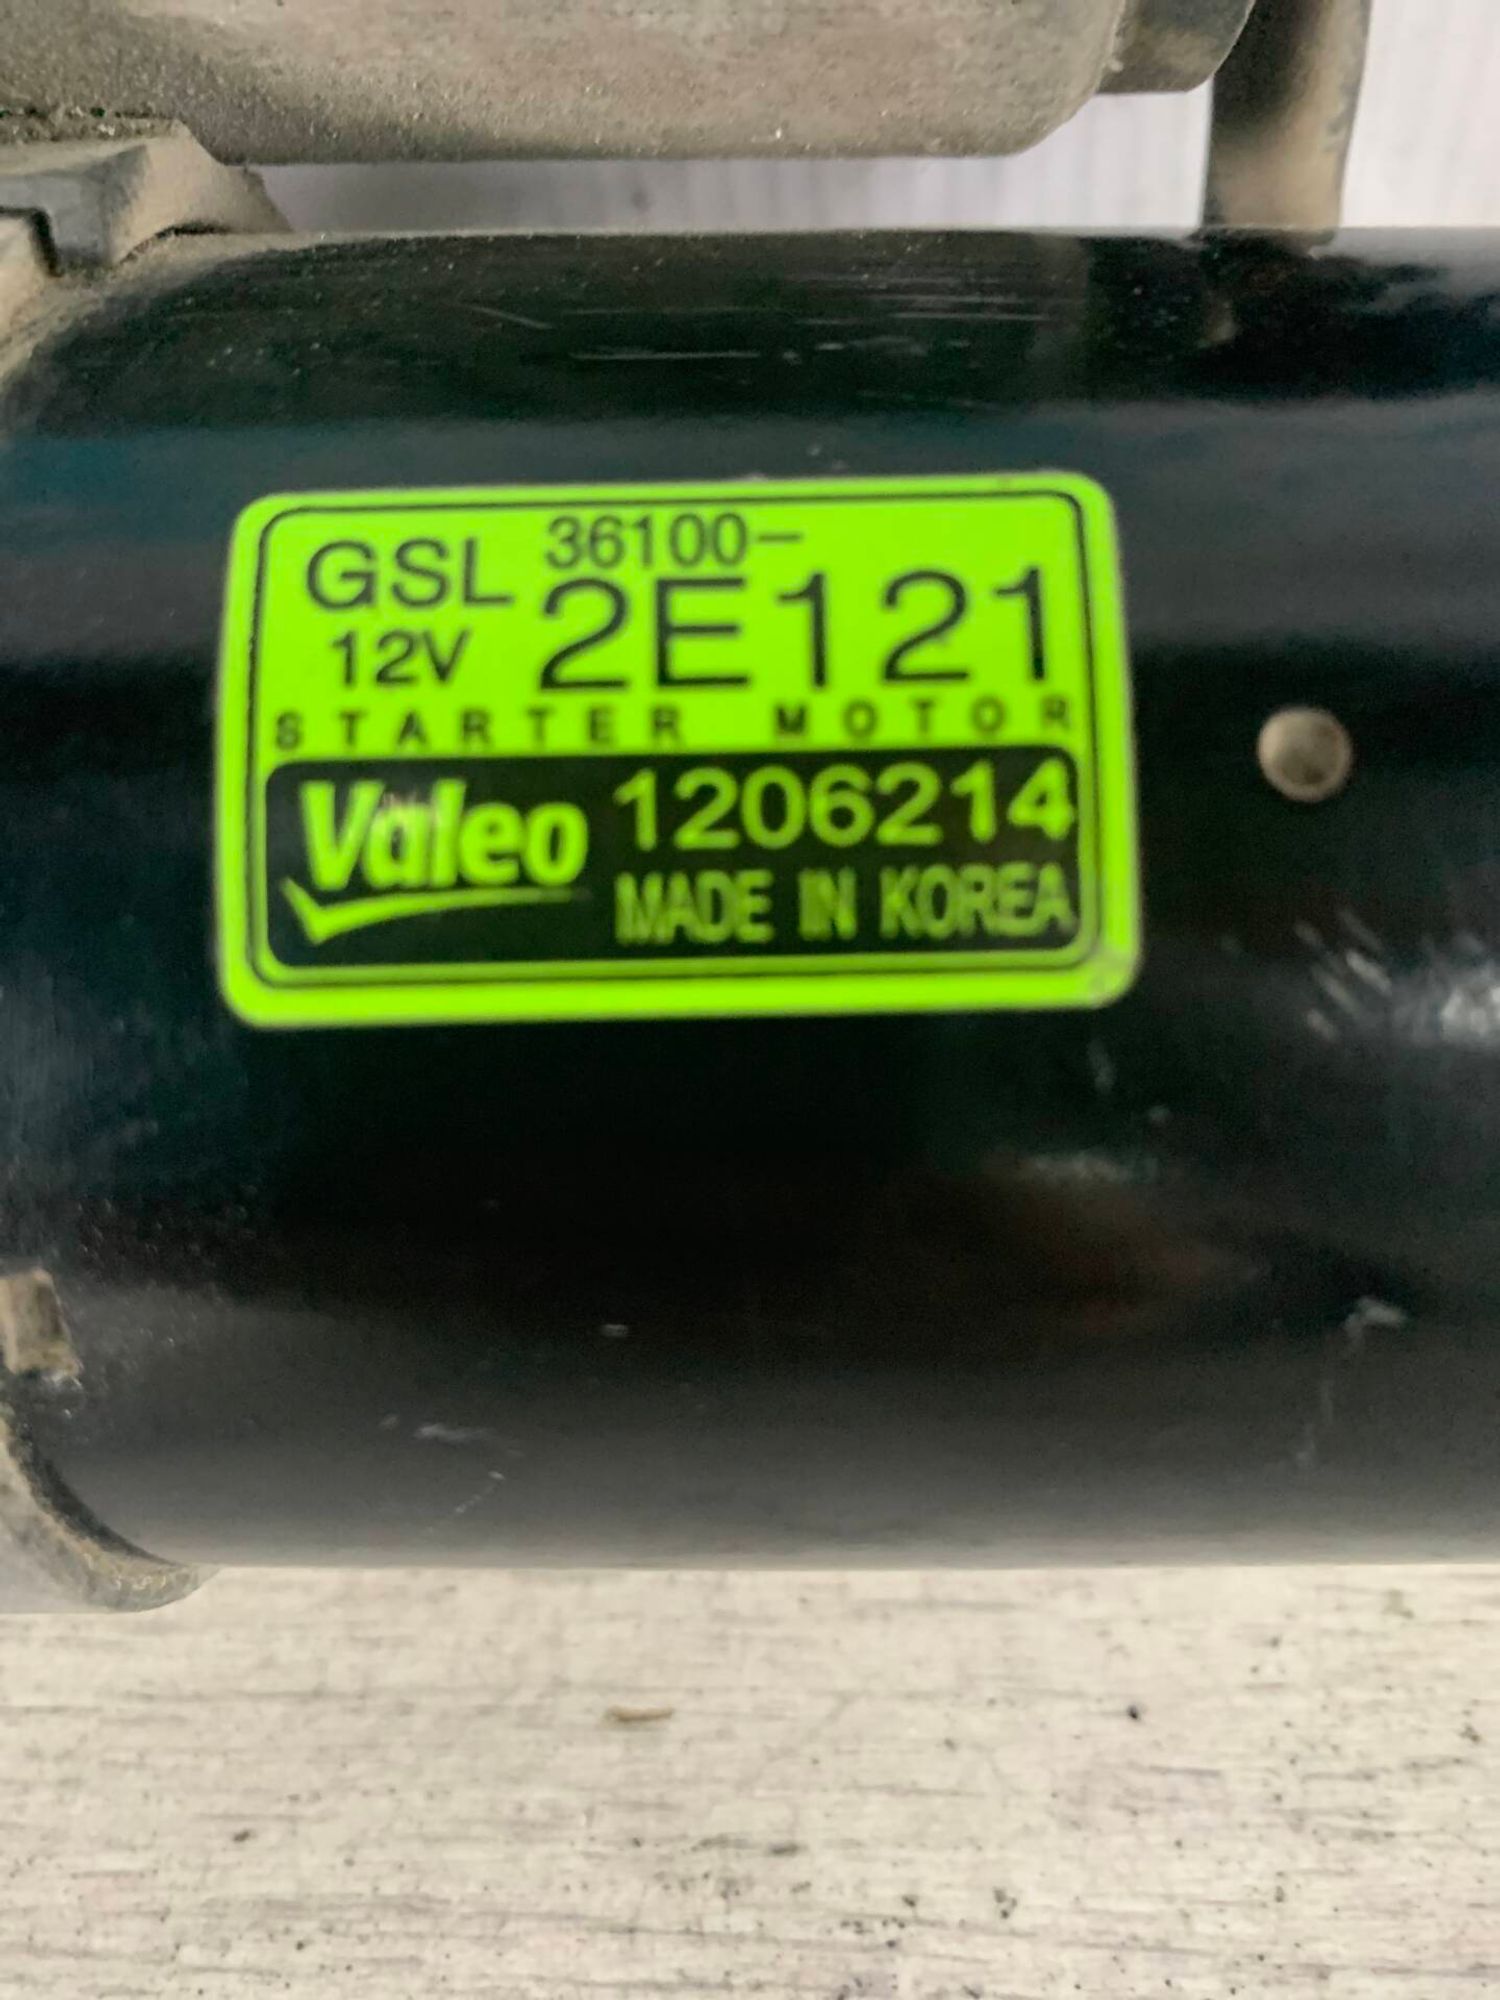 GSL 36100-
12V 2E121
STARTER MOTOR
Valeo 1206214
MADE IN KOREA